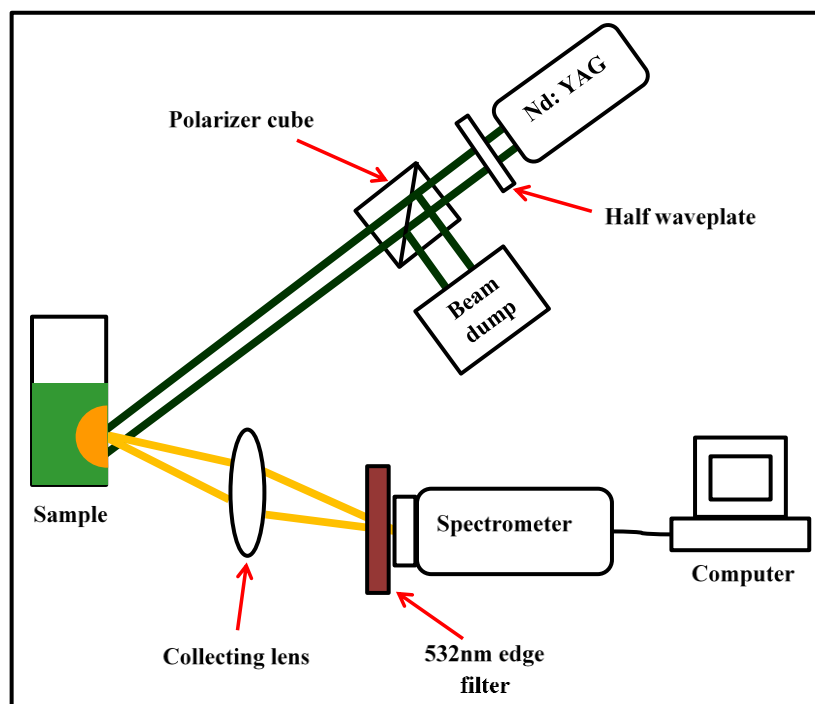 Nd: YAG
Polarizer cube
Half waveplate
Beam
dump
Sample
Spectrometer
Computer
Collecting lens
532nm edge
filter